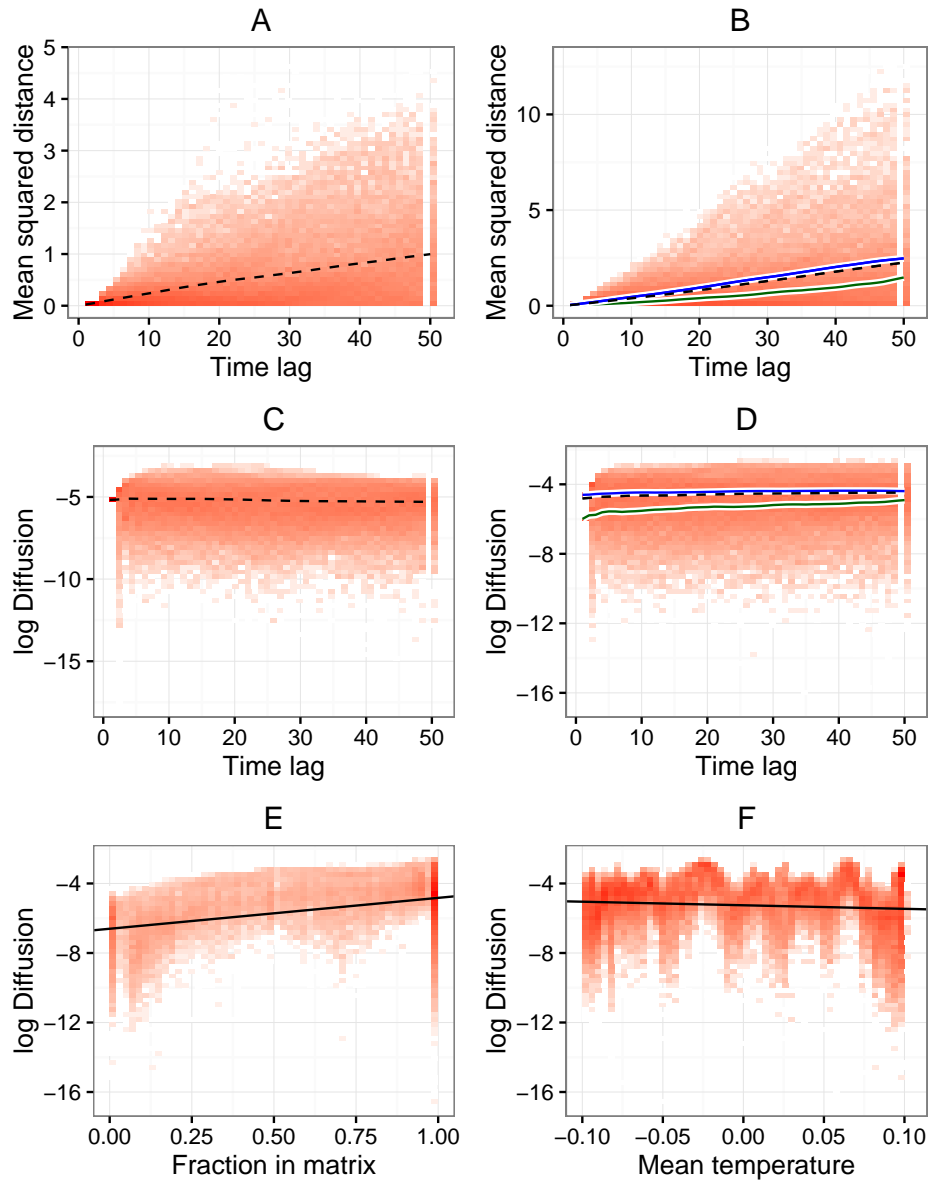 A
Mean squared distance
5
4
3
2
1
0
0 10 20 30 40 50
Time lag
B
Mean squared distance
10
5
0
0 10 20 30 40 50
Time lag
C
log Diffusion
−5
−10
−15
0 10 20 30 40 50
Time lag
D
log Diffusion
−4
−8
−12
−16
0 10 20 30 40 50
Time lag
E
log Diffusion
−4
−8
−12
−16
0.00 0.25 0.50 0.75 1.00
Fraction in matrix
F
log Diffusion
−4
−8
−12
−16
−0.10 −0.05 0.00 0.05 0.10
Mean temperature